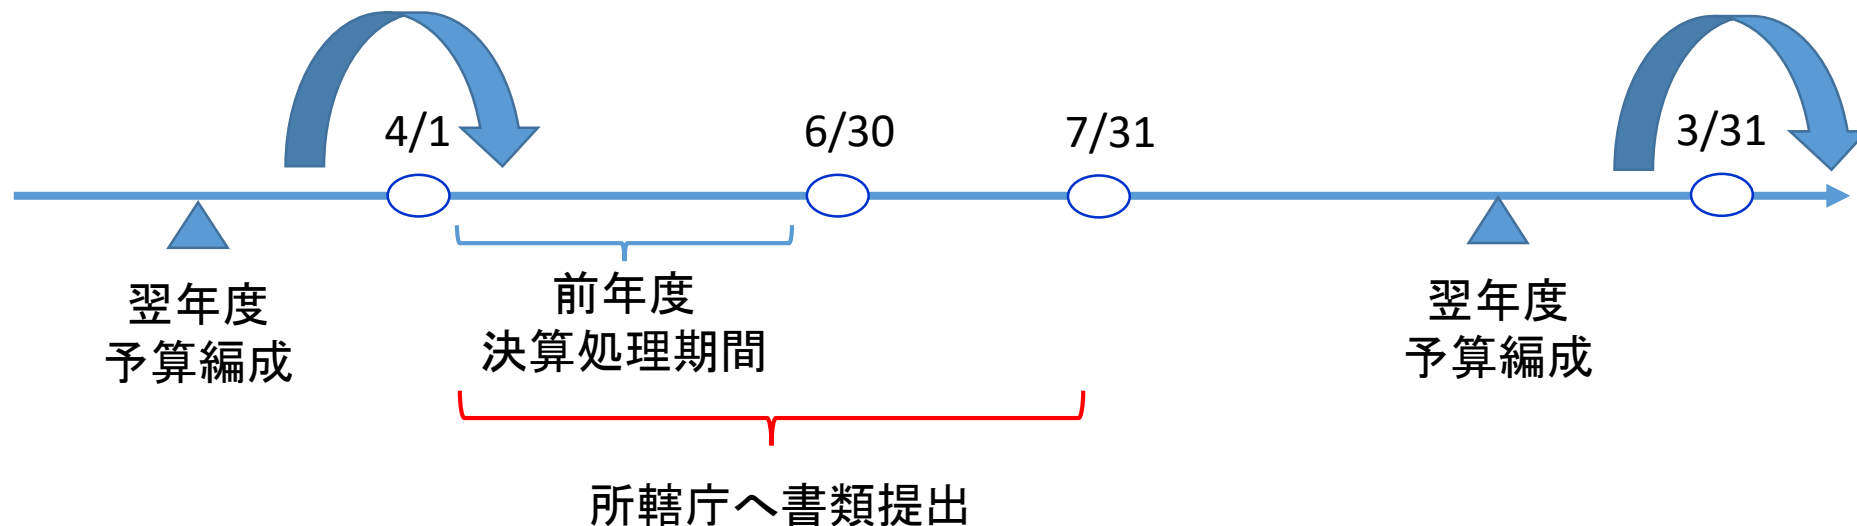 4/1
6/30
7/31
3/31
翌年度
予算編成
前年度
決算処理期間
翌年度
予算編成
所轄庁へ書類提出